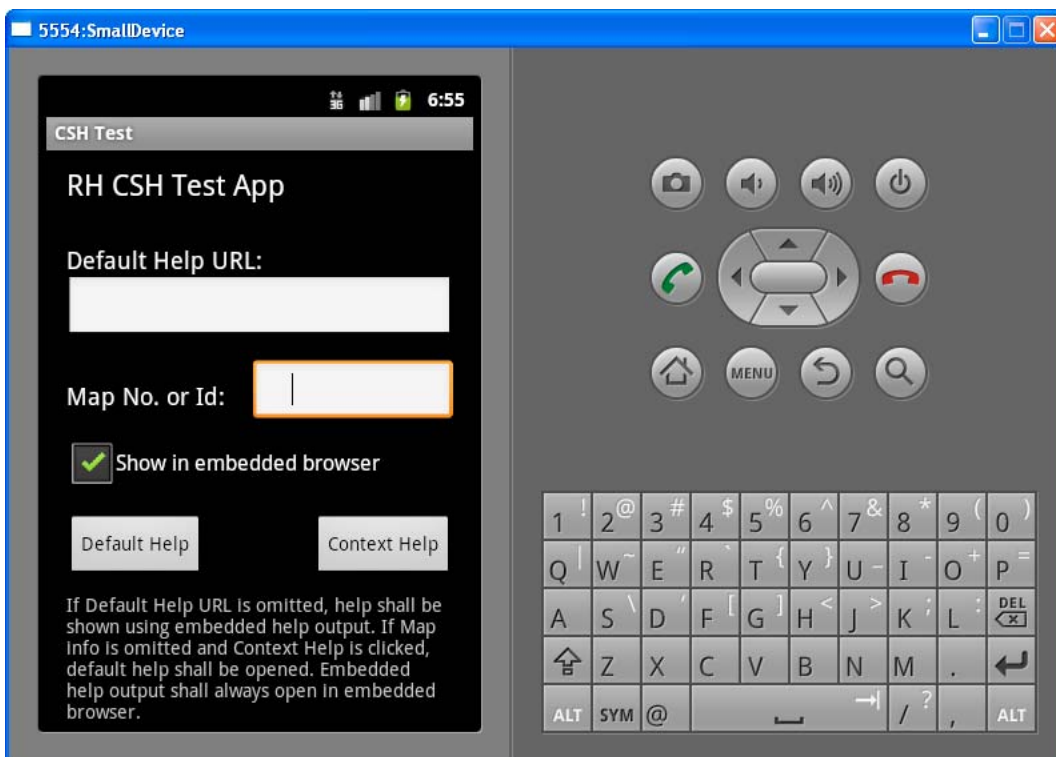 5554:SmallDevice
3G 6:55
CSH Test
RH CSH Test App
Default Help URL:
Map No. or Id:
Show in embedded browser
Default Help Context Help
If Default Help URL is omitted, help shall be
shown using embedded help output. If Map
info is omitted and Context Help is clicked,
default help shall be opened. Embedded
help output shall always open in embedded
browser.
MENU
1 ! 2 @ 3 # 4 $ 5 % 6 ^ 7 & 8 * 9 ( 0 )
Q | W ~ E " R ` T { Y } U _ I - O + P =
A S \ D ' F [ G ] H < J > K ; L : DEL
Z X C V B N M .
ALT SYM @ / ? , ALT